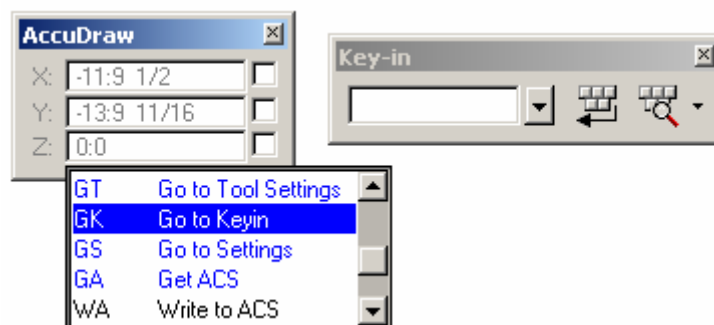 AccuDraw
X: -11:9 1/2
Y: -13:9 11/16
Z: 0:0
Key-in
GT Go to Tool Settings
GK Go to Keyin
GS Go to Settings
GA Get ACS
WA Write to ACS